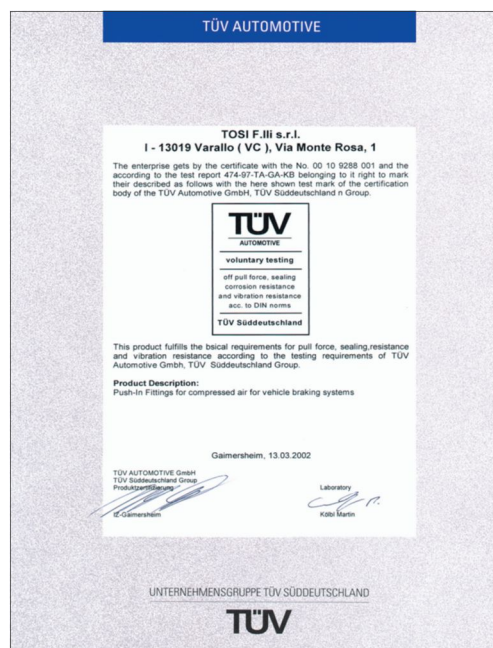 TÜV AUTOMOTIVE
TOSI F.lli s.r.l.
I - 13019 Varallo ( VC ), Via Monte Rosa, 1
The enterprise gets by the certificate with the No. 00 10 9288 001 and the
according to the test report 474-97-TA-GA-KB belonging to it right to mark
their described as follows with the here shown test mark of the certification
body of the TÜV Automotive GmbH, TÜV Süddeutschland n Group.
TÜV
AUTOMOTIVE
voluntary testing
off pull force, sealing
corrosion resistance
and vibration resistance
acc. to DIN norms
TÜV Süddeutschland
This product fulfills the bsical requirements for pull force, sealing,resistance
and vibration resistance according to the testing requirements of TÜV
Automotive Gmbh, TÜV Süddeutschland Group.
Product Description:
Push-In Fittings for compressed air for vehicle braking systems
Gaimersheim, 13.03.2002
TÜV AUTOMOTIVE GmbH
TÜV Süddeutschland Group
Produktzertifizierung
Laboratory
IZ-Gaimersheim
Kölbl Martin
UNTERNEHMENSGRUPPE TÜV SÜDDEUTSCHLAND
TÜV